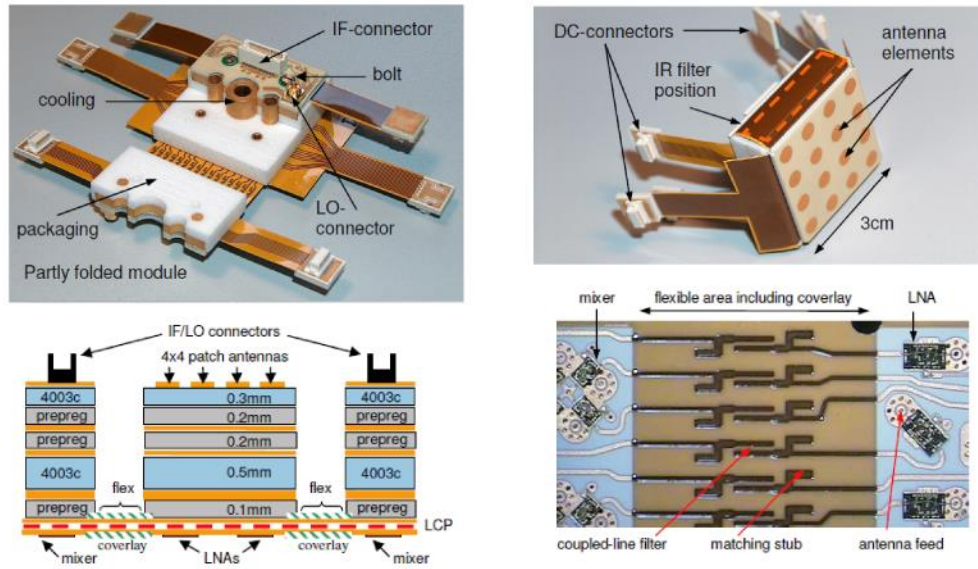 IF-connector
bolt
cooling
LO-
connector
packaging
Partly folded module
DC-connectors
antenna
elements
IR filter
position
3cm
IF/LO connectors
4x4 patch antennas
4003c
0.3mm
4003c
prepreg
0.2mm
prepreg
prepreg
0.2mm
prepreg
4003c
0.5mm
4003c
flex
flex
prepreg
0.1mm
prepreg
LCP
coverlay
coverlay
mixer
LNAs
mixer
mixer
flexible area including coverlay
LNA
coupled-line filter
matching stub
antenna feed